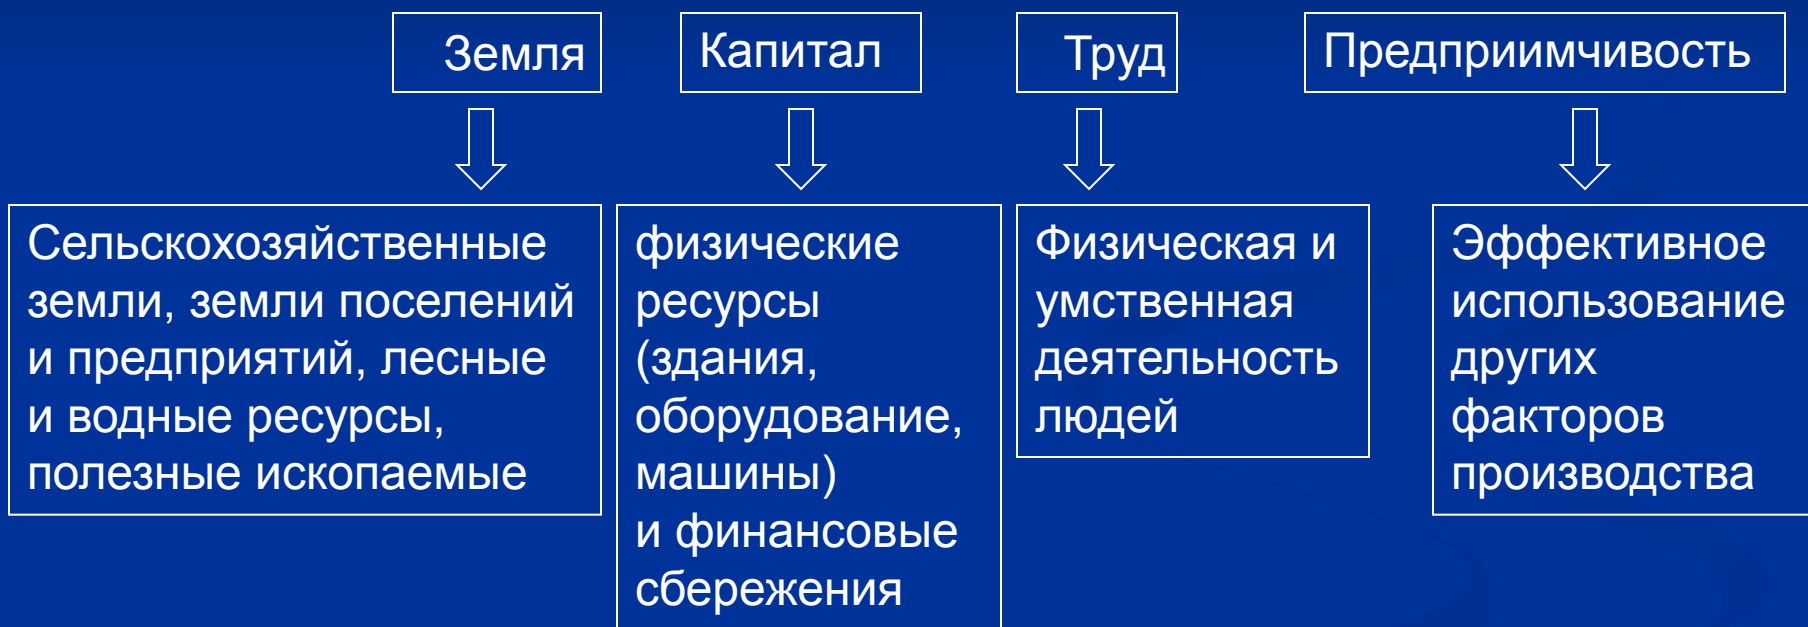 Земля
Капитал
Труд
Предприимчивость
Сельскохозяйственные
земли, земли поселений
и предприятий, лесные
и водные ресурсы,
полезные ископаемые
физические
ресурсы
(здания,
оборудование,
машины)
и финансовые
сбережения
Физическая и
умственная
деятельность
людей
Эффективное
использование
других
факторов
производства